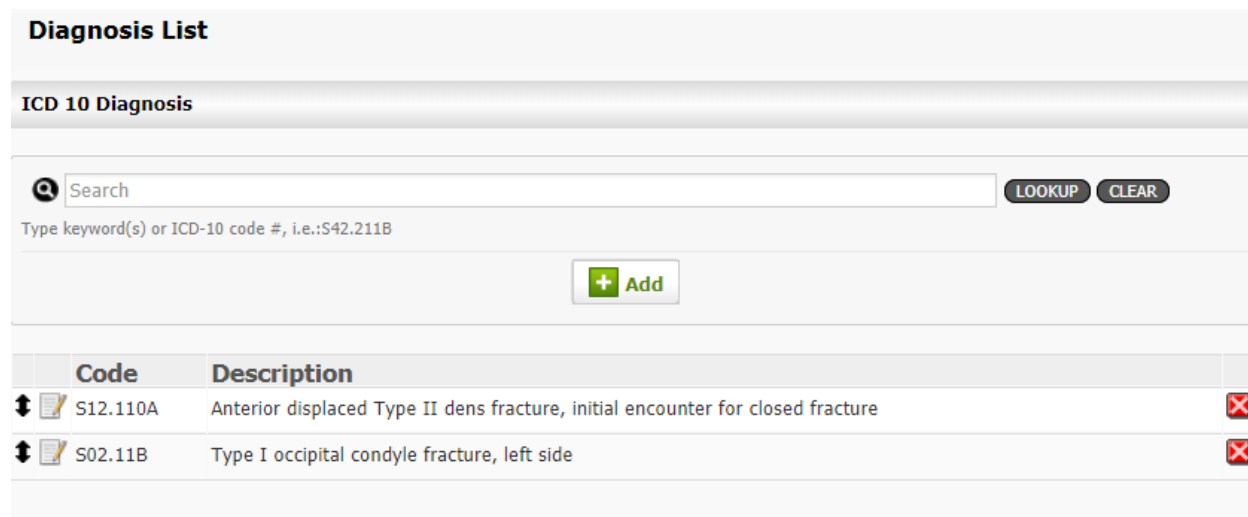 Diagnosis List
ICD 10 Diagnosis
Search LOOKUP CLEAR
Type keyword(s) or ICD-10 code #, i.e.:S42.211B
Add
Code Description
S12.110A Anterior displaced Type II dens fracture, initial encounter for closed fracture
S02.11B Type I occipital condyle fracture, left side